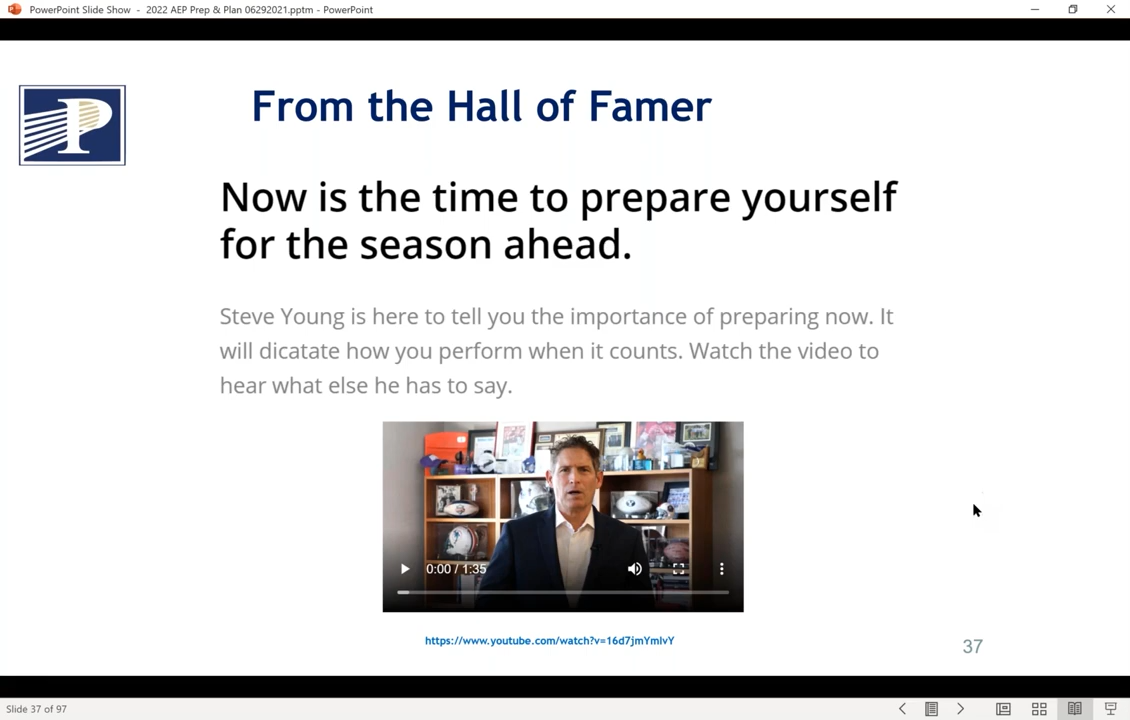 PowerPoint Slide Show - 2022 AEP Prep & Plan 06292021.pptm - PowerPoint
P
From the Hall of Famer
Now is the time to prepare yourself
for the season ahead.
Steve Young is here to tell you the importance of preparing now. It
will dicatate how you perform when it counts. Watch the video to
hear what else he has to say.
0:00 / 1:35
https://www.youtube.com/watch?v=16d7jmYmIvY
37
Slide 37 of 97